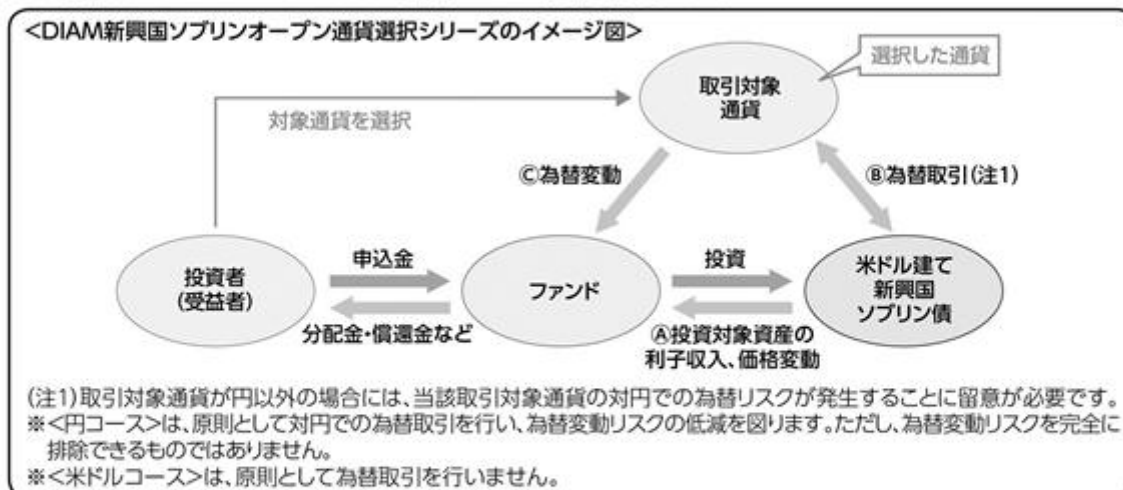 <DIAM新興国ソブリンオープン通貨選択シリーズのイメージ図>
選択した通貨
取引対象
通貨
対象通貨を選択
Ⓒ為替変動
Ⓑ為替取引(注1)
投資者
(受益者)
申込金
分配金・償還金など
ファンド
投資
Ⓐ投資対象資産の
利子収入、価格変動
米ドル建て
新興国
ソブリン債
(注1)取引対象通貨が円以外の場合には、当該取引対象通貨の対円での為替リスクが発生することに留意が必要です。
※<円コース>は、原則として対円での為替取引を行い、為替変動リスクの低減を図ります。ただし、為替変動リスクを完全に
排除できるものではありません。
※<米ドルコース>は、原則として為替取引を行いません。